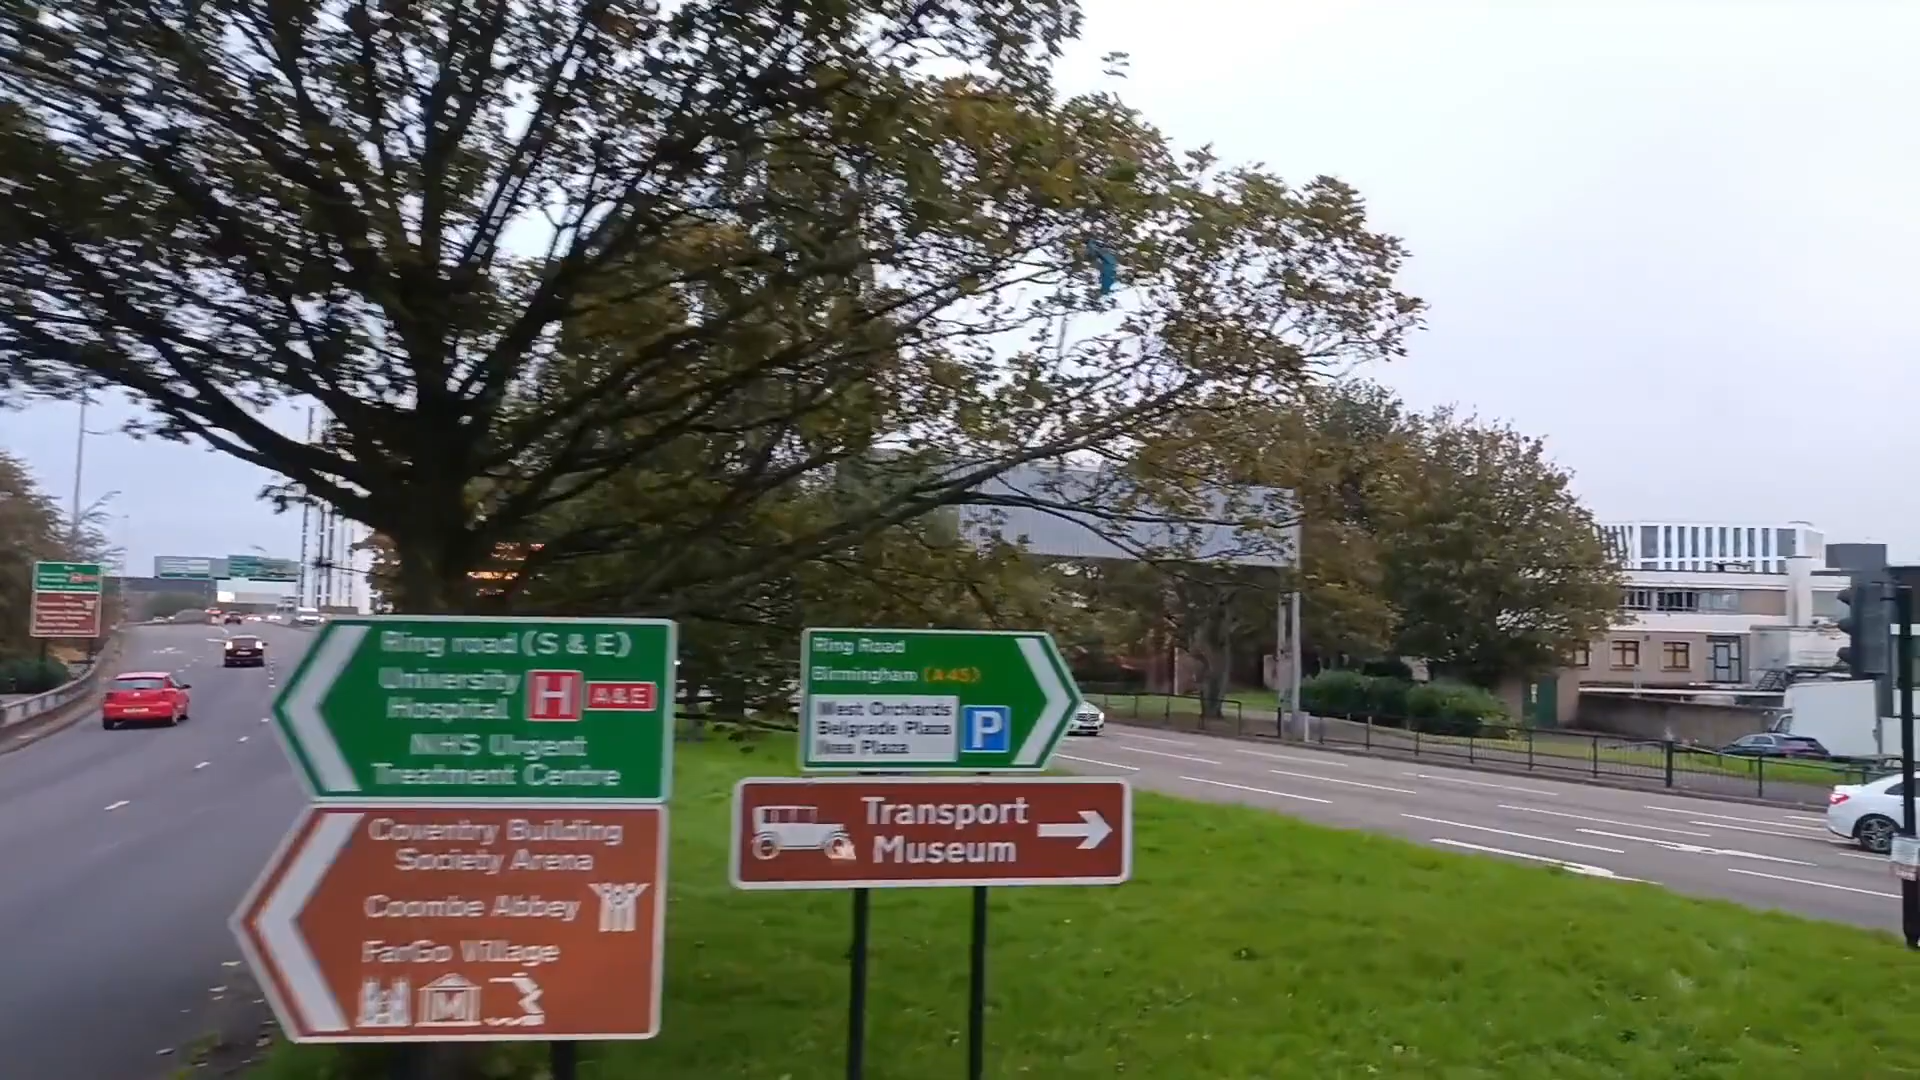 Ring road (S & E)
University
Hospital
H A&E
NHS Urgent
Treatment Centre
Coventry Building
Society Arena
Coombe Abbey
FarGo Village
M
Ring Road
Birmingham (A45)
West Orchards
Belgrade Plaza
Ikea Plaza
P
Transport
Museum